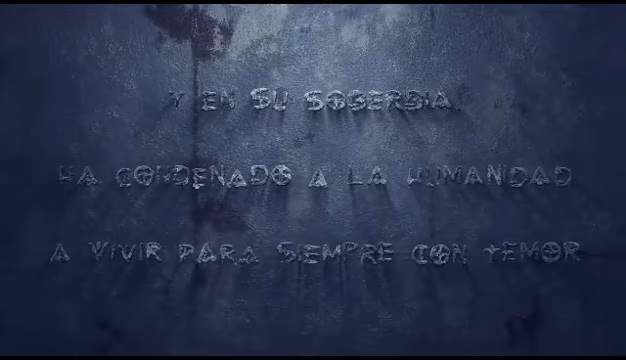 Y EN SU SOBERBIA,
HA CONDENADO A LA HUMANIDAD
A VIVIR PARA SIEMPRE CON TEMOR